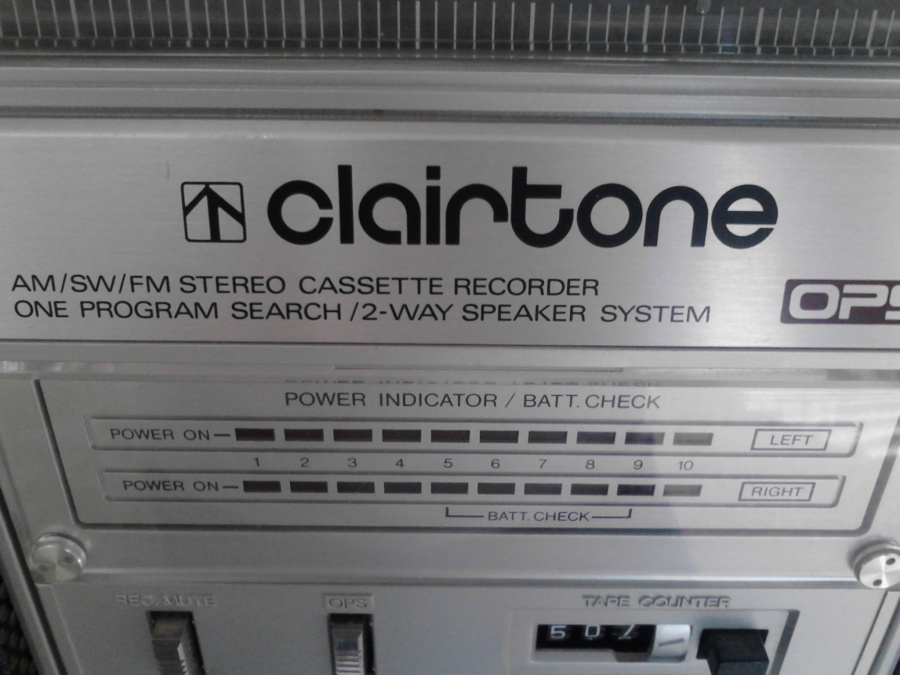 clairtone
AM/SW/FM STEREO CASSETTE RECORDER
ONE PROGRAM SEARCH/2-WAY SPEAKER SYSTEM
OPS
POWER INDICATOR / BATT. CHECK
POWER ON LEFT
1 2 3 4 5 6 7 8 9 10
POWER ON RIGHT
BATT. CHECK
REC. MUTE OPS TAPE COUNTER
607